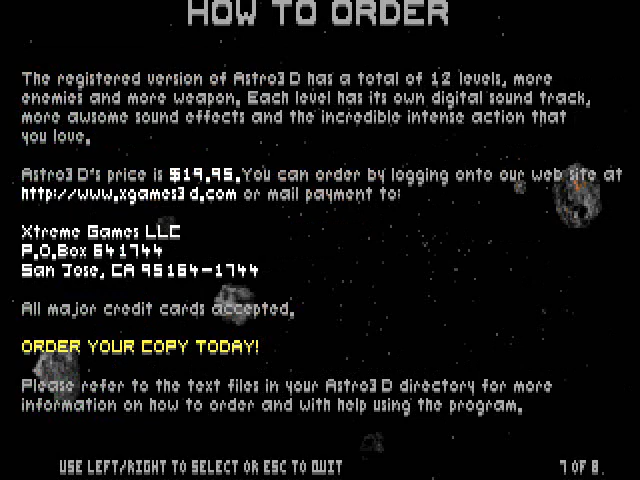 HOW TO ORDER
The registered version of Astro3D has a total of 12 levels, more
enemies and more weapon. Each level has its own digital sound track,
more awsome sound effects and the incredible intense action that
you love.
Astro3D's price is $19.95.You can order by logging onto our web site at
http://www.xgames3d.com or mail payment to:
Xtreme Games LLC
P.O.Box 641744
San Jose, CA 95164-1744
All major credit cards accepted.
ORDER YOUR COPY TODAY!
Please refer to the text files in your Astro3D directory for more
information on how to order and with help using the program.
USE LEFT/RIGHT TO SELECT OR ESC TO QUIT
7 OF 8